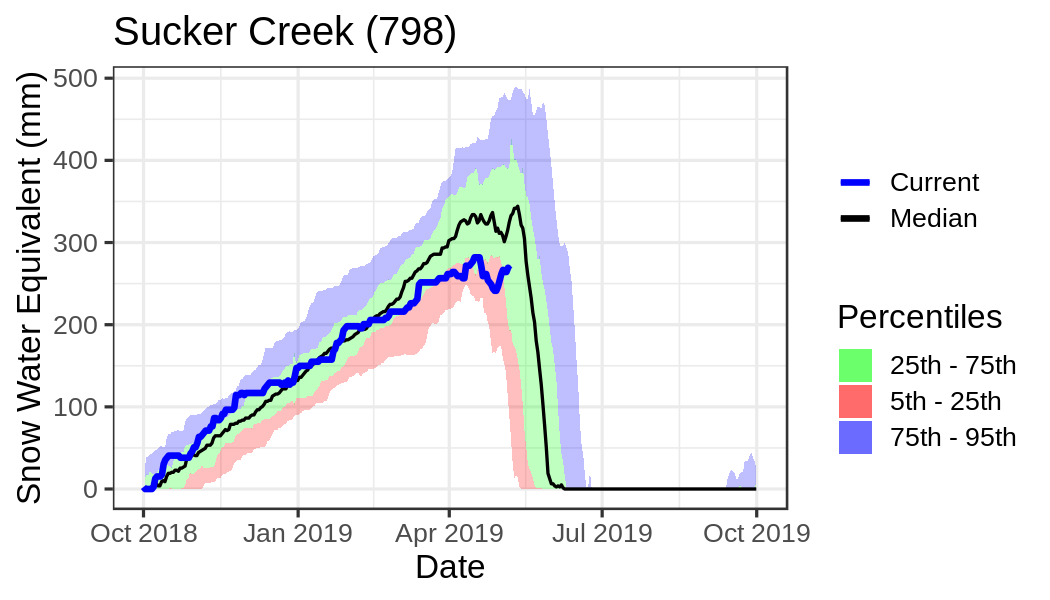 Sucker Creek (798)
Snow Water Equivalent (mm)
500
400
300
200
100
0
Oct 2018
Jan 2019
Apr 2019
Jul 2019
Oct 2019
Date
Current
Median
Percentiles
25th - 75th
5th - 25th
75th - 95th